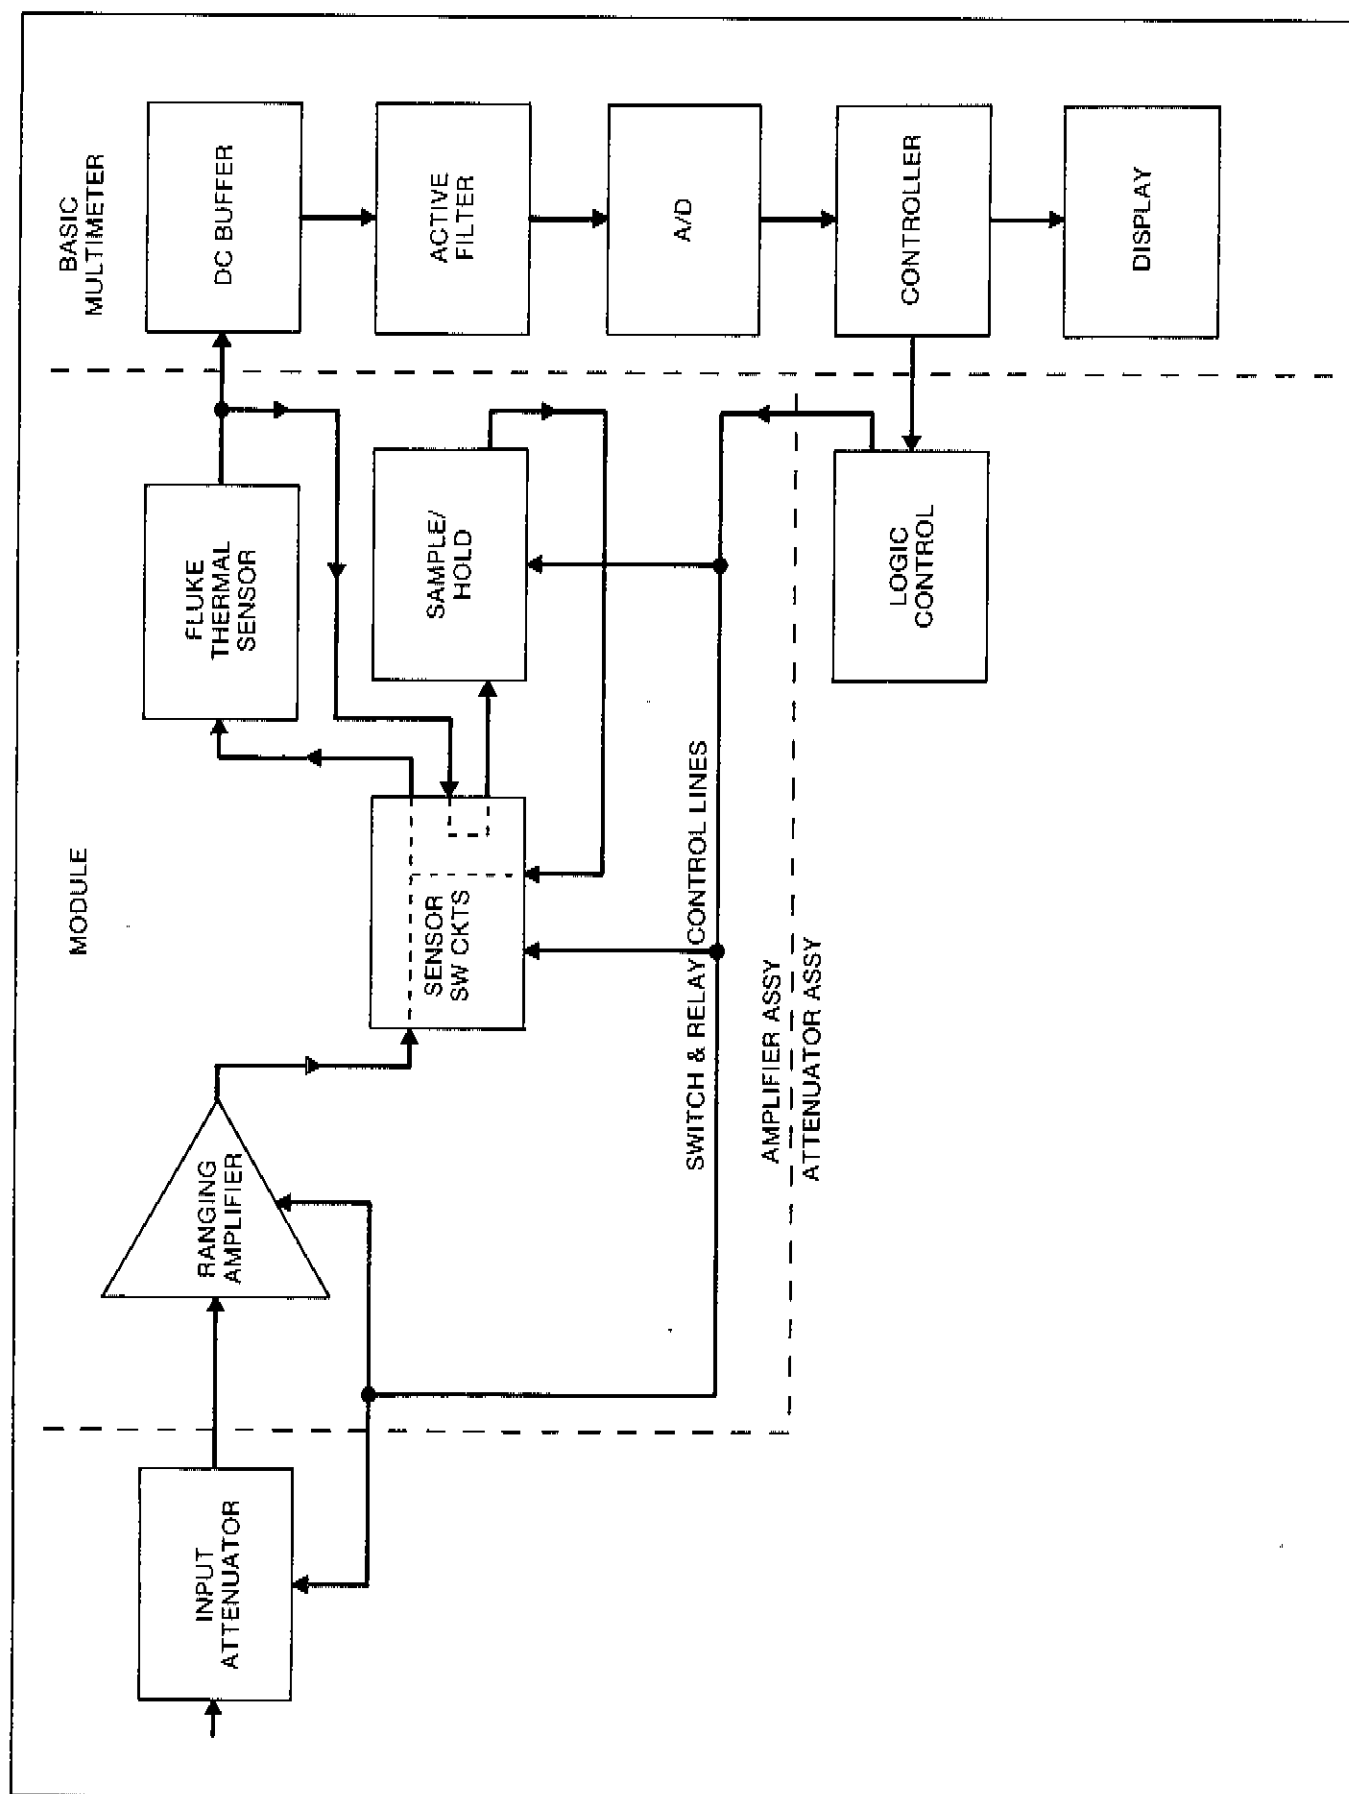 MODULE
BASIC
MULTIMETER
INPUT
ATTENUATOR
RANGING
AMPLIFIER
SENSOR
SW CKTS
FLUKE
THERMAL
SENSOR
SAMPLE/
HOLD
DC BUFFER
ACTIVE
FILTER
A/D
CONTROLLER
DISPLAY
SWITCH & RELAY CONTROL LINES
AMPLIFIER ASSY
ATTENUATOR ASSY
LOGIC
CONTROL